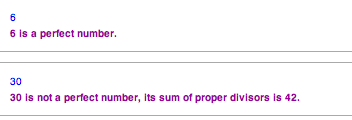 6
6 is a perfect number.
30
30 is not a perfect number, its sum of proper divisors is 42.